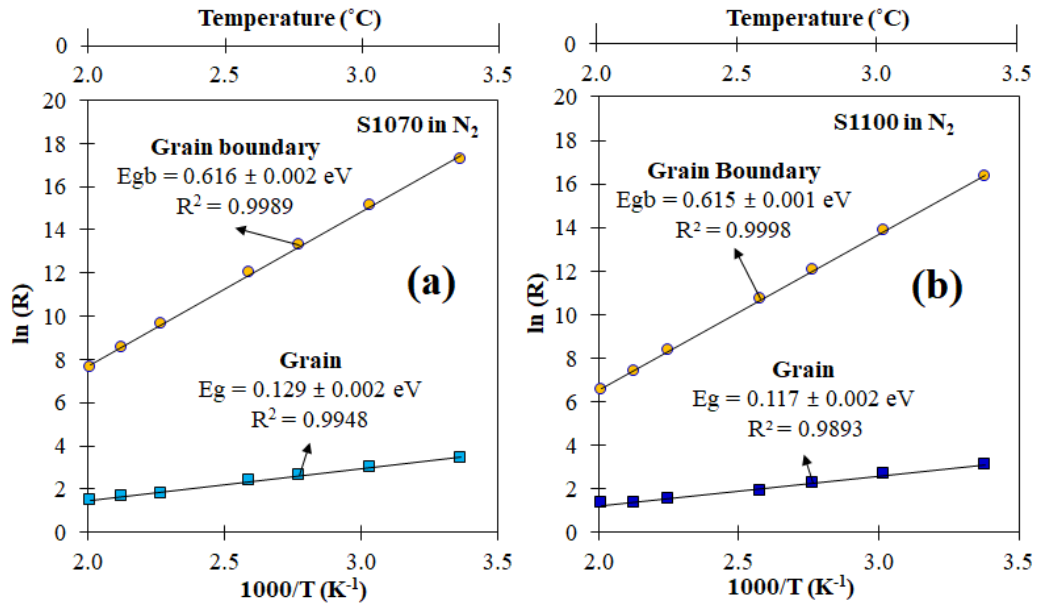 Temperature (˚C)
0
2.0 2.5 3.0 3.5
20
18
16
14
12
10
8
6
4
2
0
ln (R)
S1070 in N₂
Grain boundary
Egb = 0.616 ± 0.002 eV
R² = 0.9989
(a)
Grain
Eg = 0.129 ± 0.002 eV
R² = 0.9948
2.0 2.5 3.0 3.5
1000/T (K⁻¹)
Temperature (˚C)
0
2.0 2.5 3.0 3.5
20
18
16
14
12
10
8
6
4
2
0
ln (R)
S1100 in N₂
Grain Boundary
Egb = 0.615 ± 0.001 eV
R² = 0.9998
(b)
Grain
Eg = 0.117 ± 0.002 eV
R² = 0.9893
2.0 2.5 3.0 3.5
1000/T (K⁻¹)